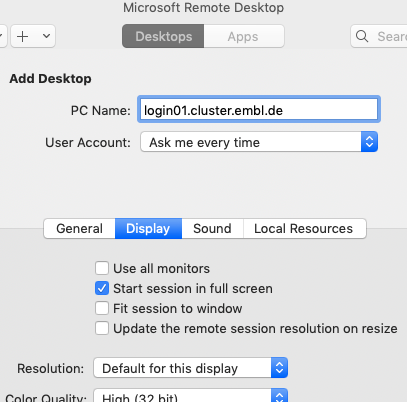 Microsoft Remote Desktop
Desktops Apps Sear
Add Desktop
PC Name: login01.cluster.embl.de
User Account: Ask me every time
General Display Sound Local Resources
Use all monitors
Start session in full screen
Fit session to window
Update the remote session resolution on resize
Resolution: Default for this display
Color Quality: High (32 bit)